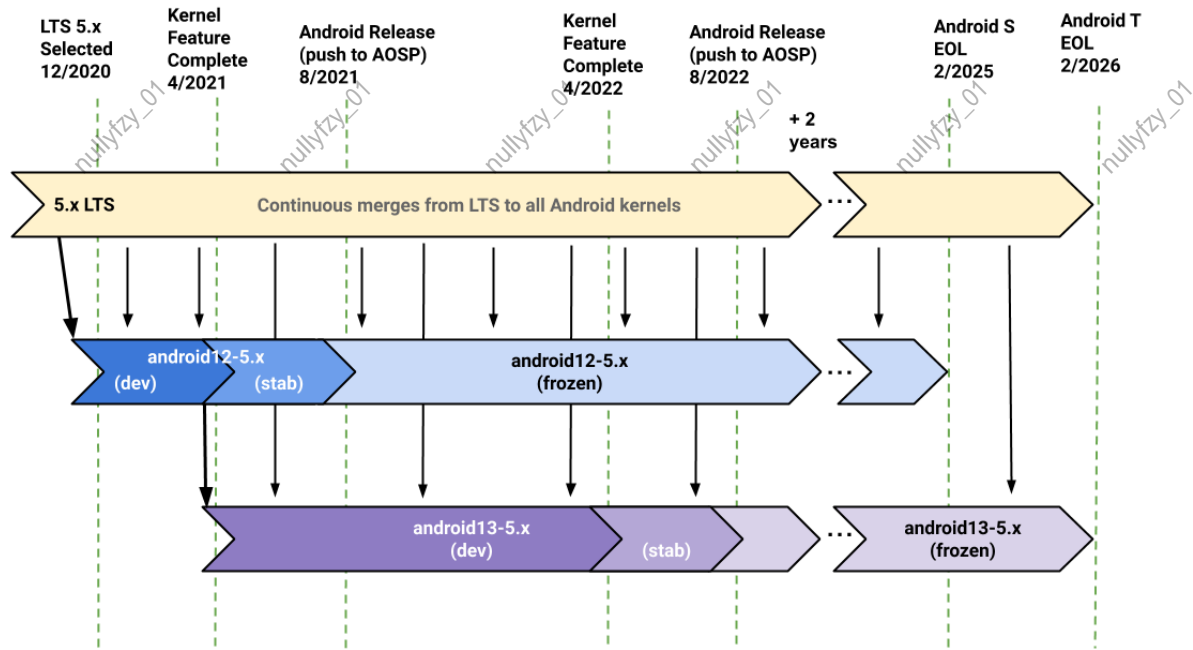 LTS 5.x
Selected
12/2020
Kernel
Feature
Complete
4/2021
Android Release
(push to AOSP)
8/2021
Kernel
Feature
Complete
4/2022
Android Release
(push to AOSP)
8/2022
+ 2
years
Android S
EOL
2/2025
Android T
EOL
2/2026
nullyfzy_01
nullyfzy_01
nullyfzy_01
nullyfzy_01
nullyfzy_01
nullyfzy_01
5.x LTS
Continuous merges from LTS to all Android kernels
...
android12-5.x
(dev)
(stab)
android12-5.x
(frozen)
...
android13-5.x
(dev)
(stab)
...
android13-5.x
(frozen)